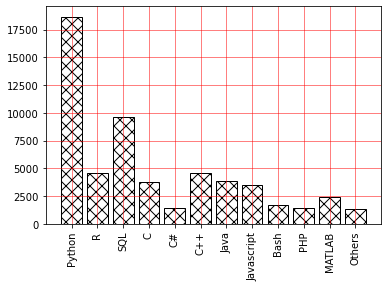 17500
15000
12500
10000
7500
5000
2500
0
Python
R
SQL
C
C#
C++
Java
Javascript
Bash
PHP
MATLAB
Others